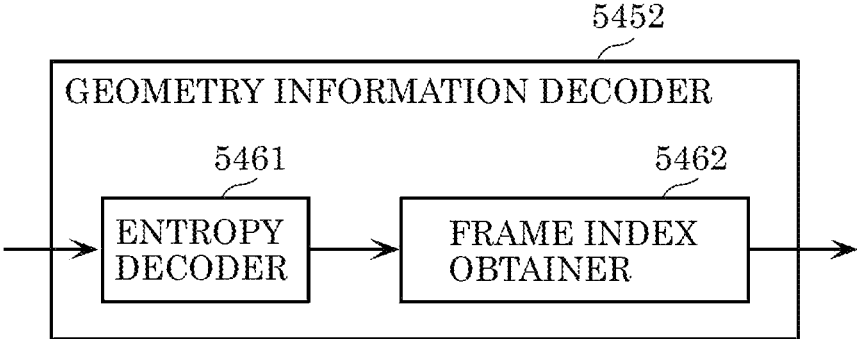 5452
GEOMETRY INFORMATION DECODER
5461
5462
ENTROPY
DECODER
FRAME INDEX
OBTAINER